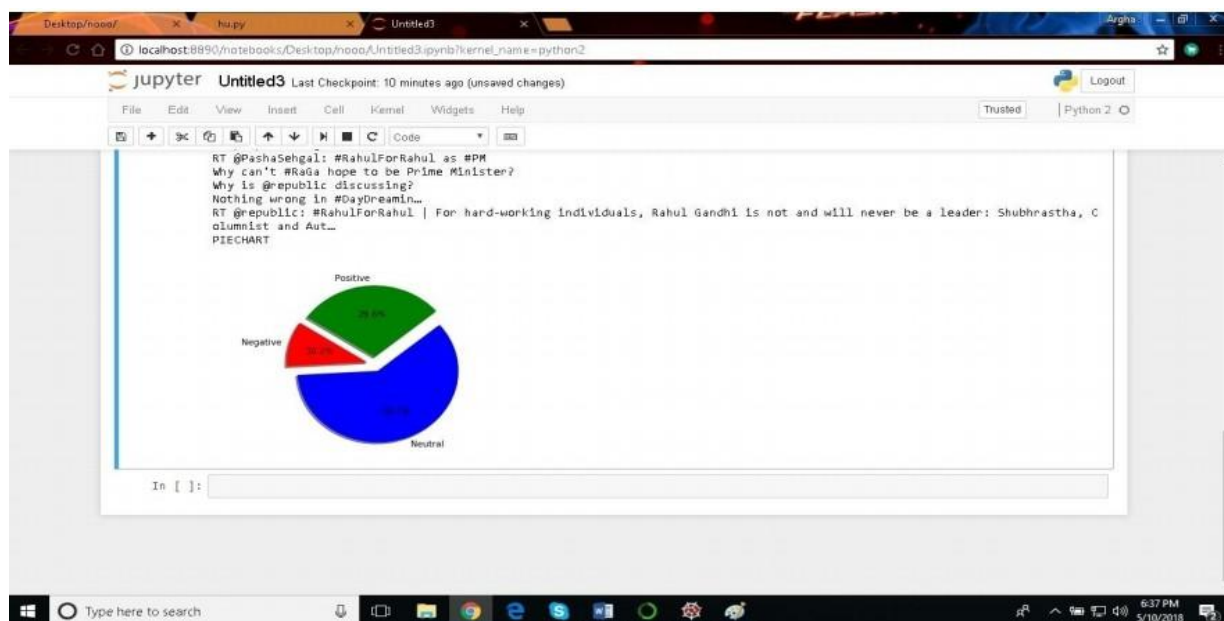 Desktop/nooo/
hu.py
Untitled3
Argha
localhost:8890/notebooks/Desktop/nooo/Untitled3.ipynb?kernel_name=python2
jupyter Untitled3 Last Checkpoint: 10 minutes ago (unsaved changes)
Logout
File Edit View Insert Cell Kernel Widgets Help
Trusted
Python 2
Code
RT @PashaSehgal: #RahulForRahul as #PM
Why can't #RaGa hope to be Prime Minister?
Why is @republic discussing?
Nothing wrong in #DayDreamin…
RT @republic: #RahulForRahul | For hard-working individuals, Rahul Gandhi is not and will never be a leader: Shubhrastha, C
olumnist and Aut…
PIECHART
Positive
Negative
Neutral
In [ ]:
Type here to search
6:37 PM
5/10/2018